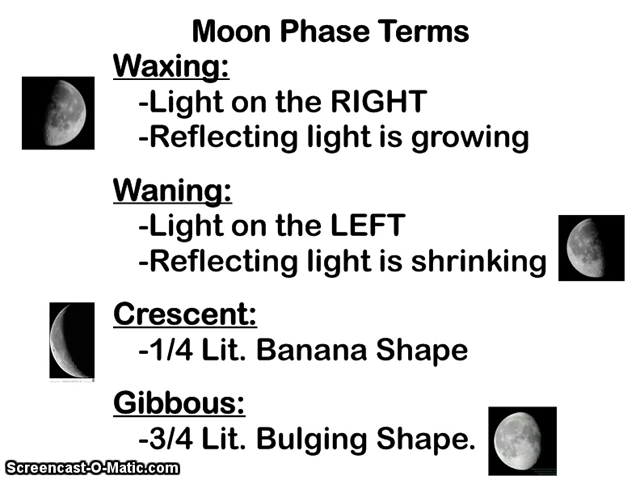 Moon Phase Terms
Waxing:
-Light on the RIGHT
-Reflecting light is growing
Waning:
-Light on the LEFT
-Reflecting light is shrinking
Crescent:
-1/4 Lit. Banana Shape
Gibbous:
-3/4 Lit. Bulging Shape.
Screencast-O-Matic.com